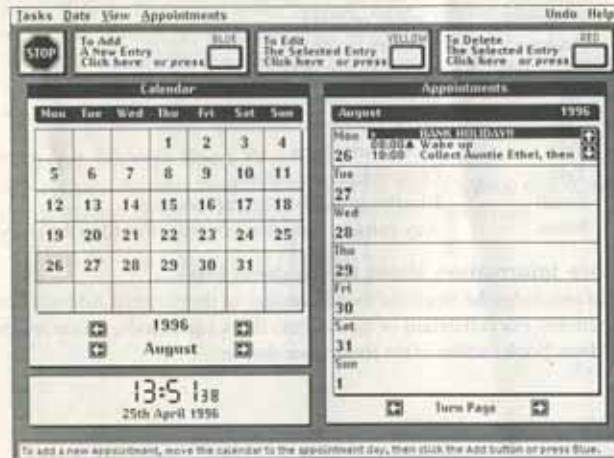 Tasks Date View Appointments Undo Help
STOP
To Add BLUE
A New Entry
Click here or press
To Edit YELLOW
The Selected Entry
Click here or press
To Delete RED
The Selected Entry
Click here or press
Calendar
Mon Tue Wed Thu Fri Sat Sun
1 2 3 4
5 6 7 8 9 10 11
12 13 14 15 16 17 18
19 20 21 22 23 24 25
26 27 28 29 30 31
1996
August
13:51 38
25th April 1996
Appointments
August 1996
Mon BANK HOLIDAY!!
08:00 Wake up
26 10:00 Collect Auntie Ethel, then
Tue
27
Wed
28
Thu
29
Fri
30
Sat
31
Sun
1
Turn Page
To add a new Appointment, move the calendar to the appointment day, then click the Add button or press Blue.